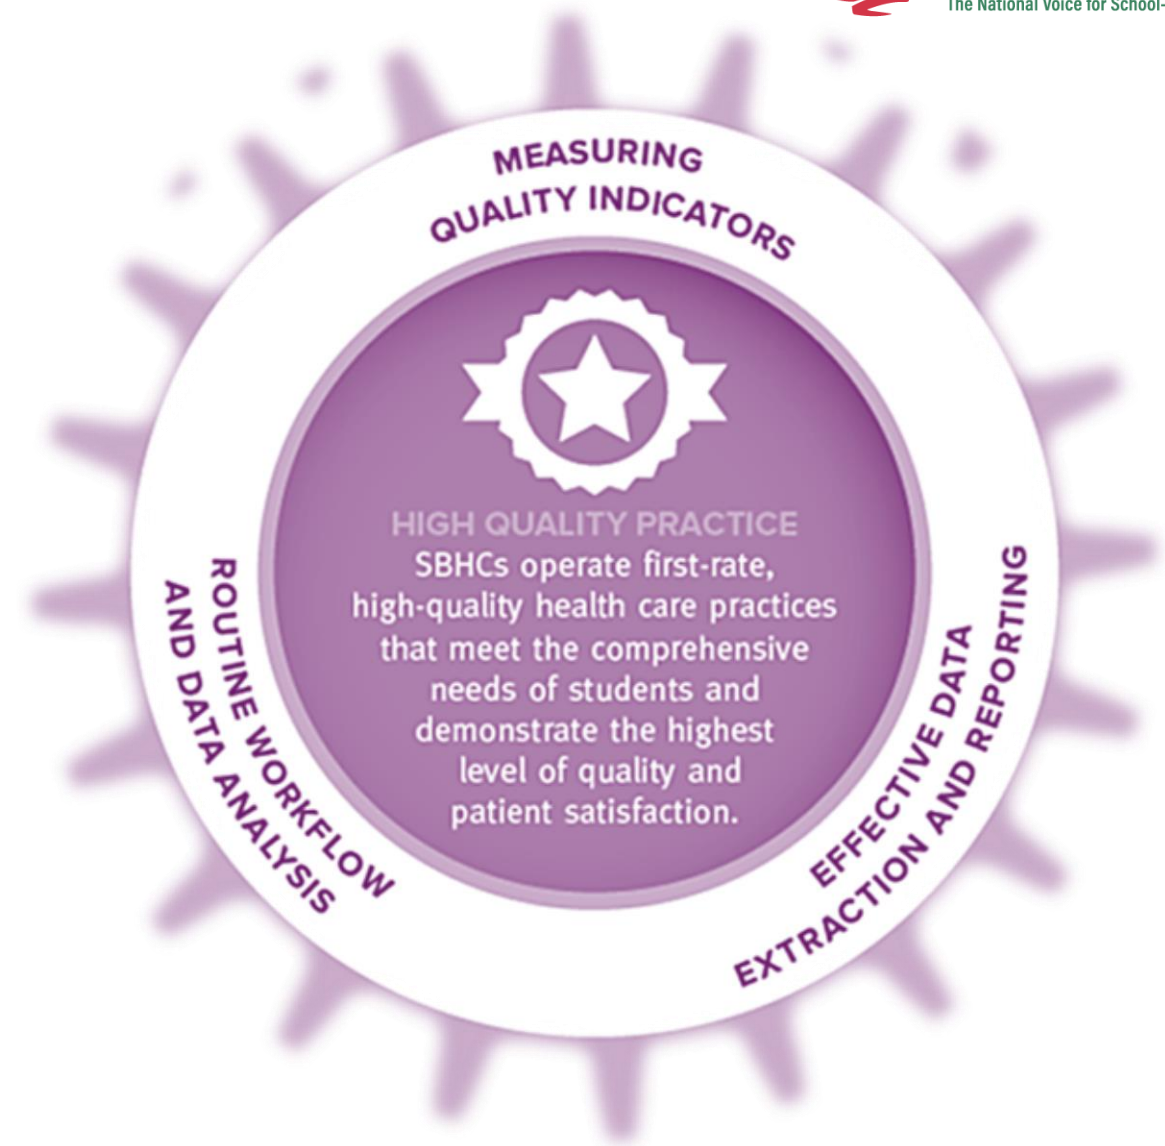 The National Voice for School-
MEASURING
QUALITY INDICATORS
HIGH QUALITY PRACTICE
SBHCs operate first-rate,
high-quality health care practices
that meet the comprehensive
needs of students and
demonstrate the highest
level of quality and
patient satisfaction.
ROUTINE WORKFLOW
AND DATA ANALYSIS
EFFECTIVE DATA
EXTRACTION AND REPORTING